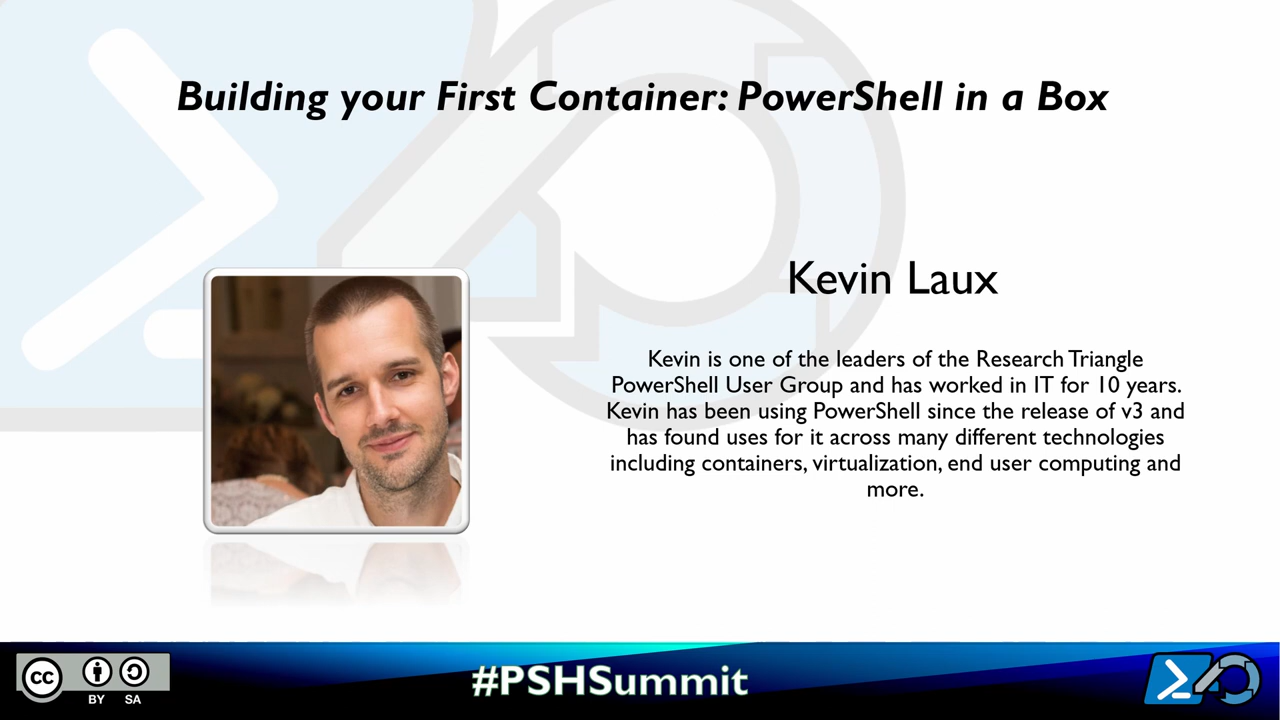 Building your First Container: PowerShell in a Box
Kevin Laux
Kevin is one of the leaders of the Research Triangle
PowerShell User Group and has worked in IT for 10 years.
Kevin has been using PowerShell since the release of v3 and
has found uses for it across many different technologies
including containers, virtualization, end user computing and
more.
cc
BY SA
#PSHSummit